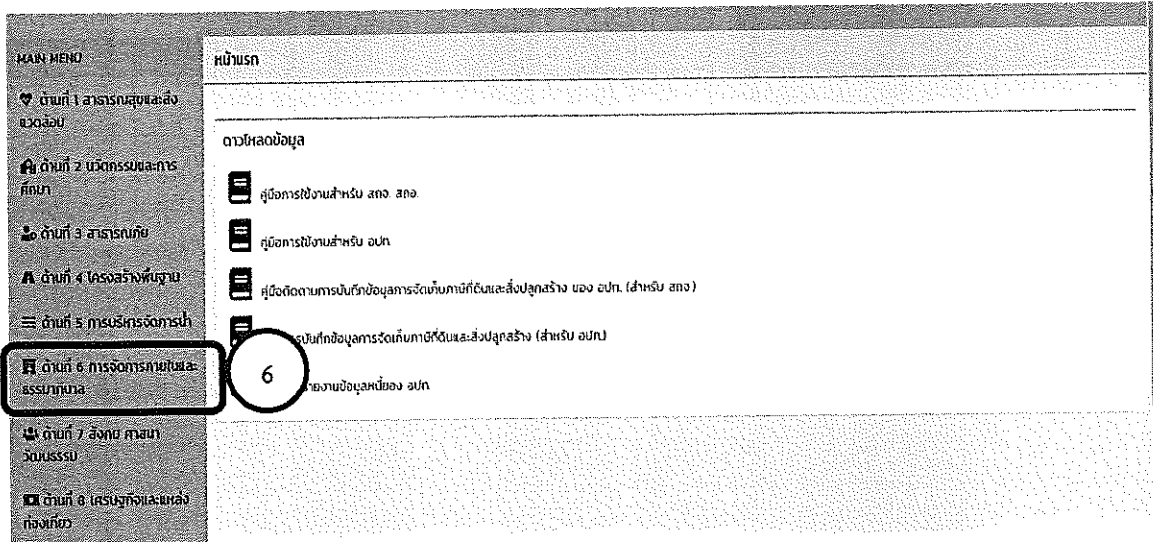 MAIN MENU
ด้านที่ 1 สาธารณสุขและสิ่ง
แวดล้อม
ด้านที่ 2 นวัตกรรมและการ
ศึกษา
ด้านที่ 3 สาธารณภัย
ด้านที่ 4 โครงสร้างพื้นฐาน
ด้านที่ 5 การบริหารจัดการน้ำ
ด้านที่ 6 การจัดการภายในและ
ธรรมาภิบาล
ด้านที่ 7 สังคม ศาสนา
วัฒนธรรม
ด้านที่ 8 เศรษฐกิจและแหล่ง
ท่องเที่ยว
หน้าแรก
ดาวโหลดข้อมูล
คู่มือการใช้งานสำหรับ สถจ. สถอ.
คู่มือการใช้งานสำหรับ อปท.
คู่มือติดตามการบันทึกข้อมูลการจัดเก็บภาษีที่ดินและสิ่งปลูกสร้าง ของ อปท. (สำหรับ สถจ)
การบันทึกข้อมูลการจัดเก็บภาษีที่ดินและสิ่งปลูกสร้าง (สำหรับ อปท.)
6
รายงานข้อมูลหนี้ของ อปท.